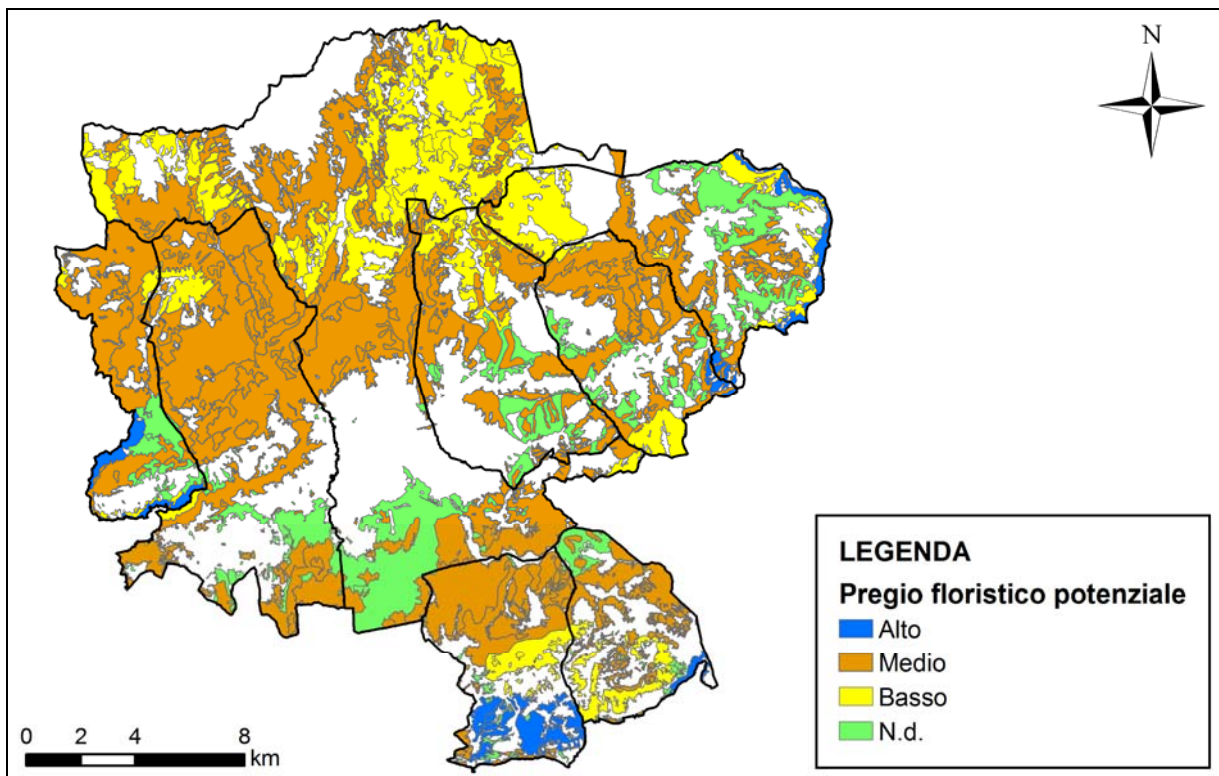 N
LEGENDA
Pregio floristico potenziale
Alto
Medio
Basso
N.d.
0 2 4 8
km